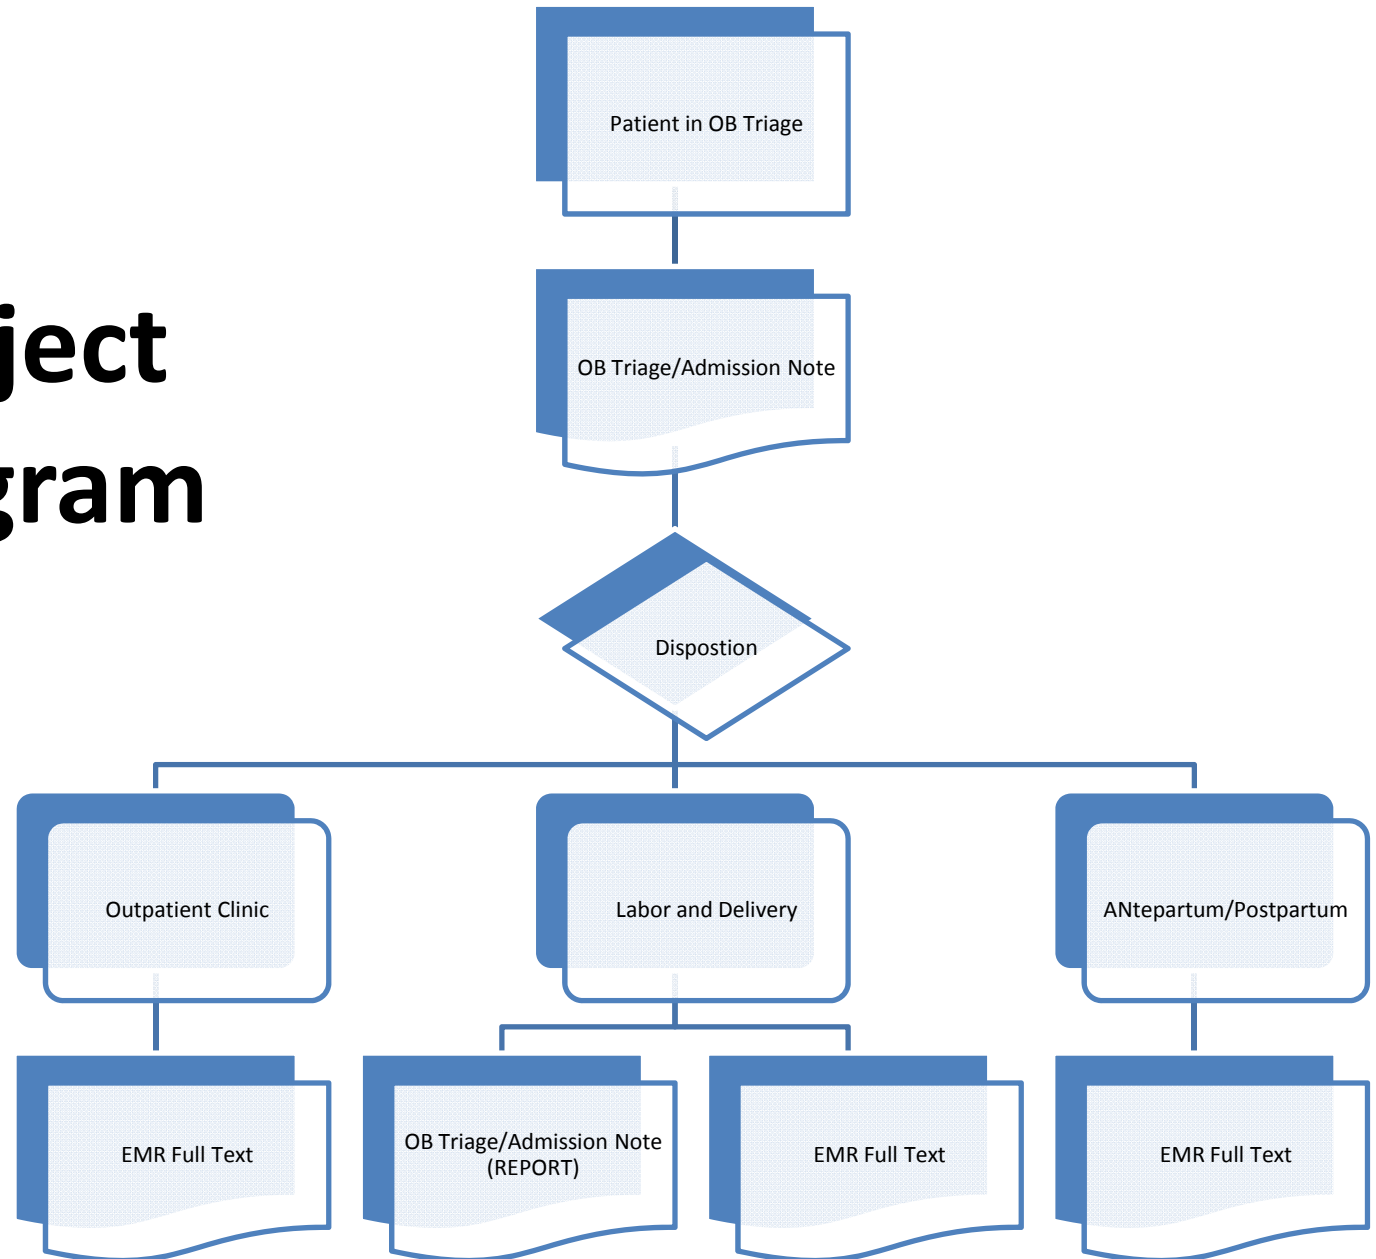 Patient in OB Triage
OB Triage/Admission Note
ject
gram
Dispostion
Outpatient Clinic
Labor and Delivery
ANtepartum/Postpartum
EMR Full Text
OB Triage/Admission Note
(REPORT)
EMR Full Text
EMR Full Text